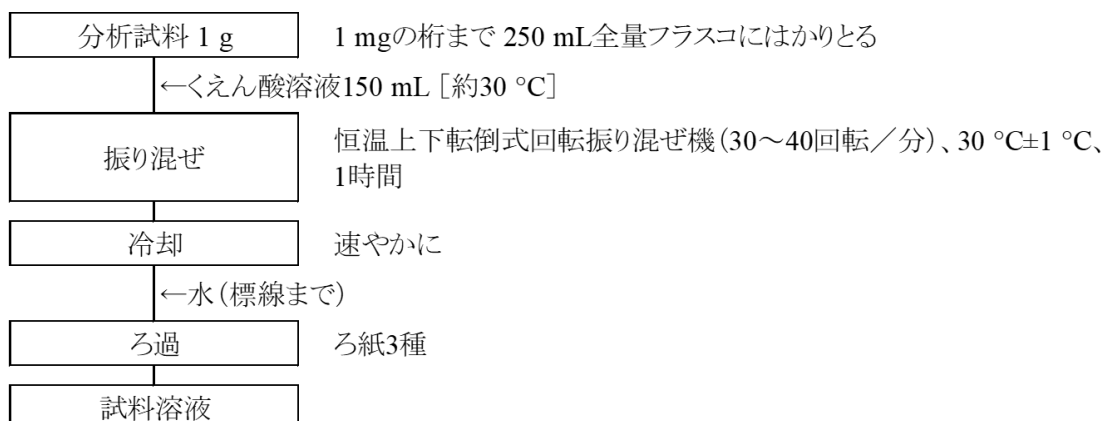 分析試料 1 g
1 mgの桁まで 250 mL全量フラスコにはかりとる
←くえん酸溶液150 mL [約30 °C]
振り混ぜ
恒温上下転倒式回転振り混ぜ機(30~40回転/分)、30 °C±1 °C、
1時間
冷却
速やかに
←水(標線まで)
ろ過
ろ紙3種
試料溶液